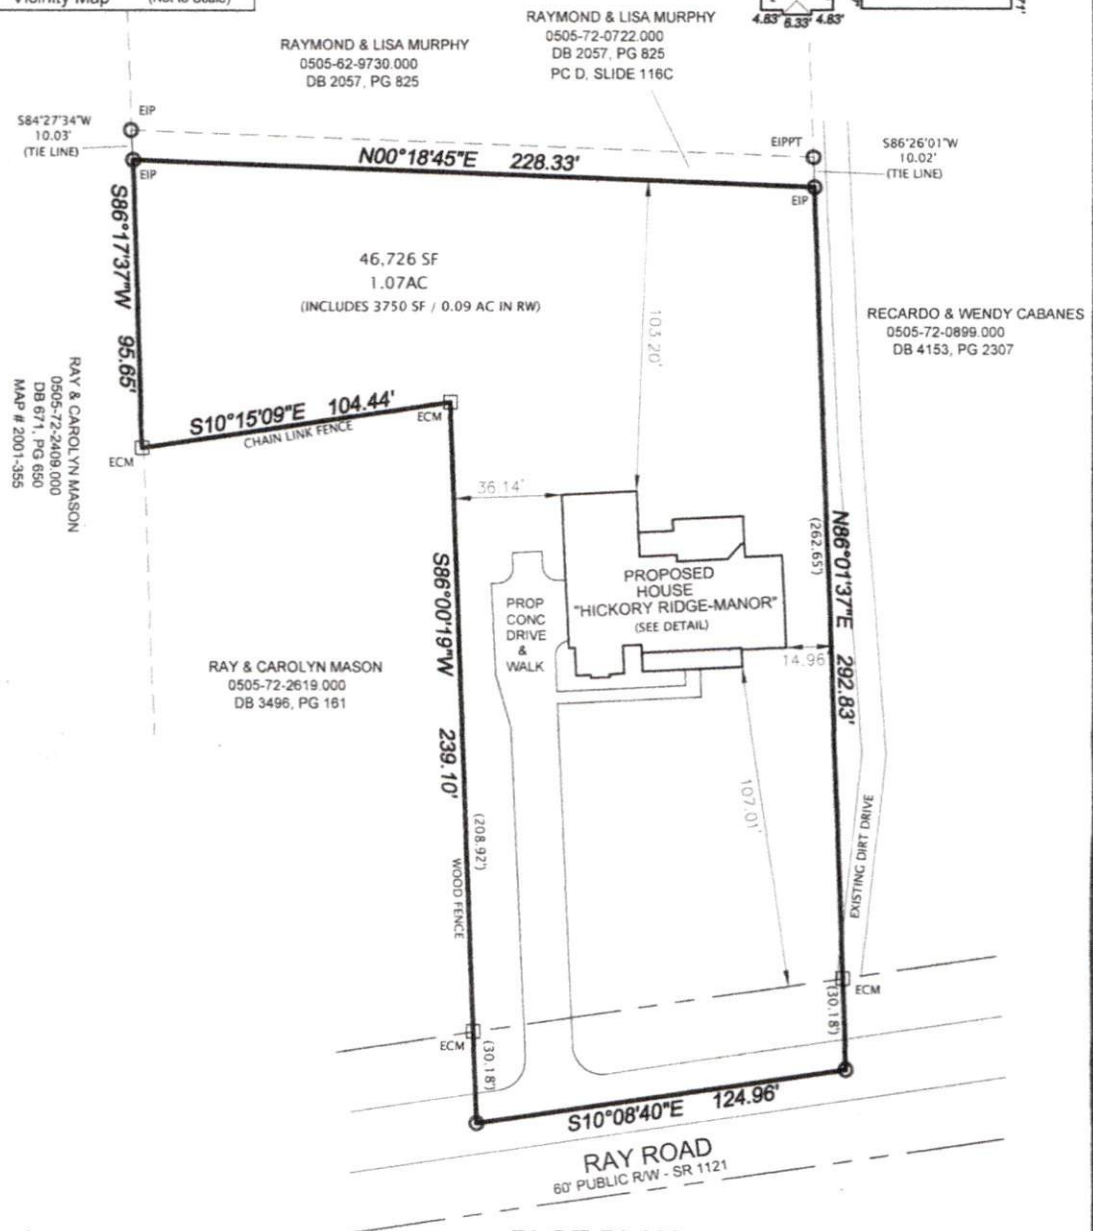 Vicinity Map (Not to Scale)
4.83' 6.33' 4.83'
RAYMOND & LISA MURPHY
0505-72-0722.000
DB 2057, PG 825
PC D, SLIDE 116C
RAYMOND & LISA MURPHY
0505-62-9730.000
DB 2057, PG 825
S84°27'34"W
10.03'
(TIE LINE)
EIP
EIP
N00°18'45"E 228.33'
EIPPT
EIP
S86°26'01"W
10.02'
(TIE LINE)
S86°17'37"W 95.65'
46,726 SF
1.07AC
(INCLUDES 3750 SF / 0.09 AC IN RW)
103.20'
RECARDO & WENDY CABANES
0505-72-0899.000
DB 4153, PG 2307
RAY & CAROLYN MASON
0505-72-2409.000
DB 671, PG 650
MAP # 2001-355
S10°15'09"E 104.44'
CHAIN LINK FENCE
ECM
ECM
36.14'
N86°01'37"E 292.83'
(262.65')
S86°00'19"W 239.10'
(208.92')
WOOD FENCE
PROP
CONC
DRIVE
&
WALK
PROPOSED
HOUSE
"HICKORY RIDGE-MANOR"
(SEE DETAIL)
14.96'
RAY & CAROLYN MASON
0505-72-2619.000
DB 3496, PG 161
107.01'
EXISTING DIRT DRIVE
ECM
(30.18')
ECM
(30.18')
S10°08'40"E 124.96'
RAY ROAD
60' PUBLIC R/W - SR 1121